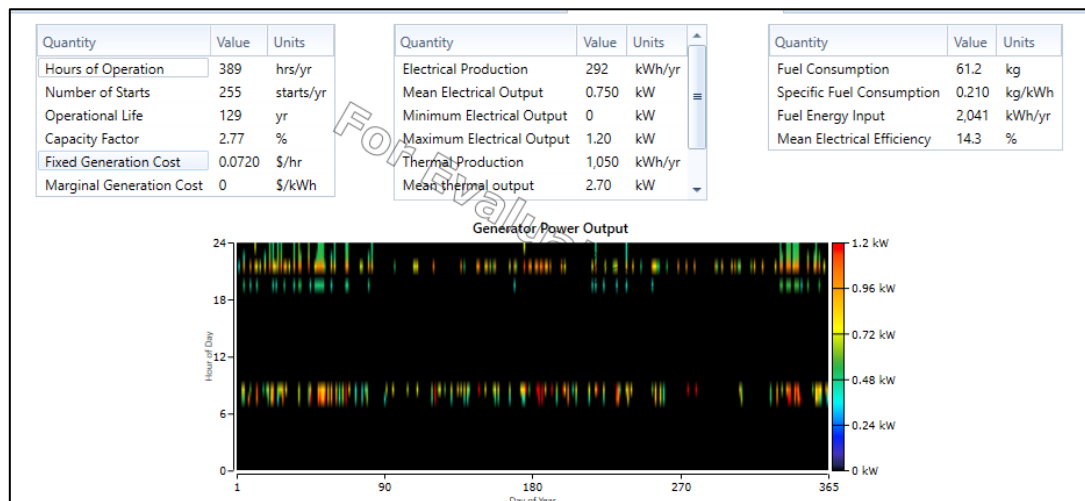 Quantity Value Units
Hours of Operation 389 hrs/yr
Number of Starts 255 starts/yr
Operational Life 129 yr
Capacity Factor 2.77 %
Fixed Generation Cost 0.0720 $/hr
Marginal Generation Cost 0 $/kWh
Quantity Value Units
Electrical Production 292 kWh/yr
Mean Electrical Output 0.750 kW
Minimum Electrical Output 0 kW
Maximum Electrical Output 1.20 kW
Thermal Production 1,050 kWh/yr
Mean thermal output 2.70 kW
Quantity Value Units
Fuel Consumption 61.2 kg
Specific Fuel Consumption 0.210 kg/kWh
Fuel Energy Input 2,041 kWh/yr
Mean Electrical Efficiency 14.3 %
For Evalua
Generator Power Output
24
18
12
6
0
Hour of Day
1 90 180 270 365
Day of Year
1.2 kW
0.96 kW
0.72 kW
0.48 kW
0.24 kW
0 kW